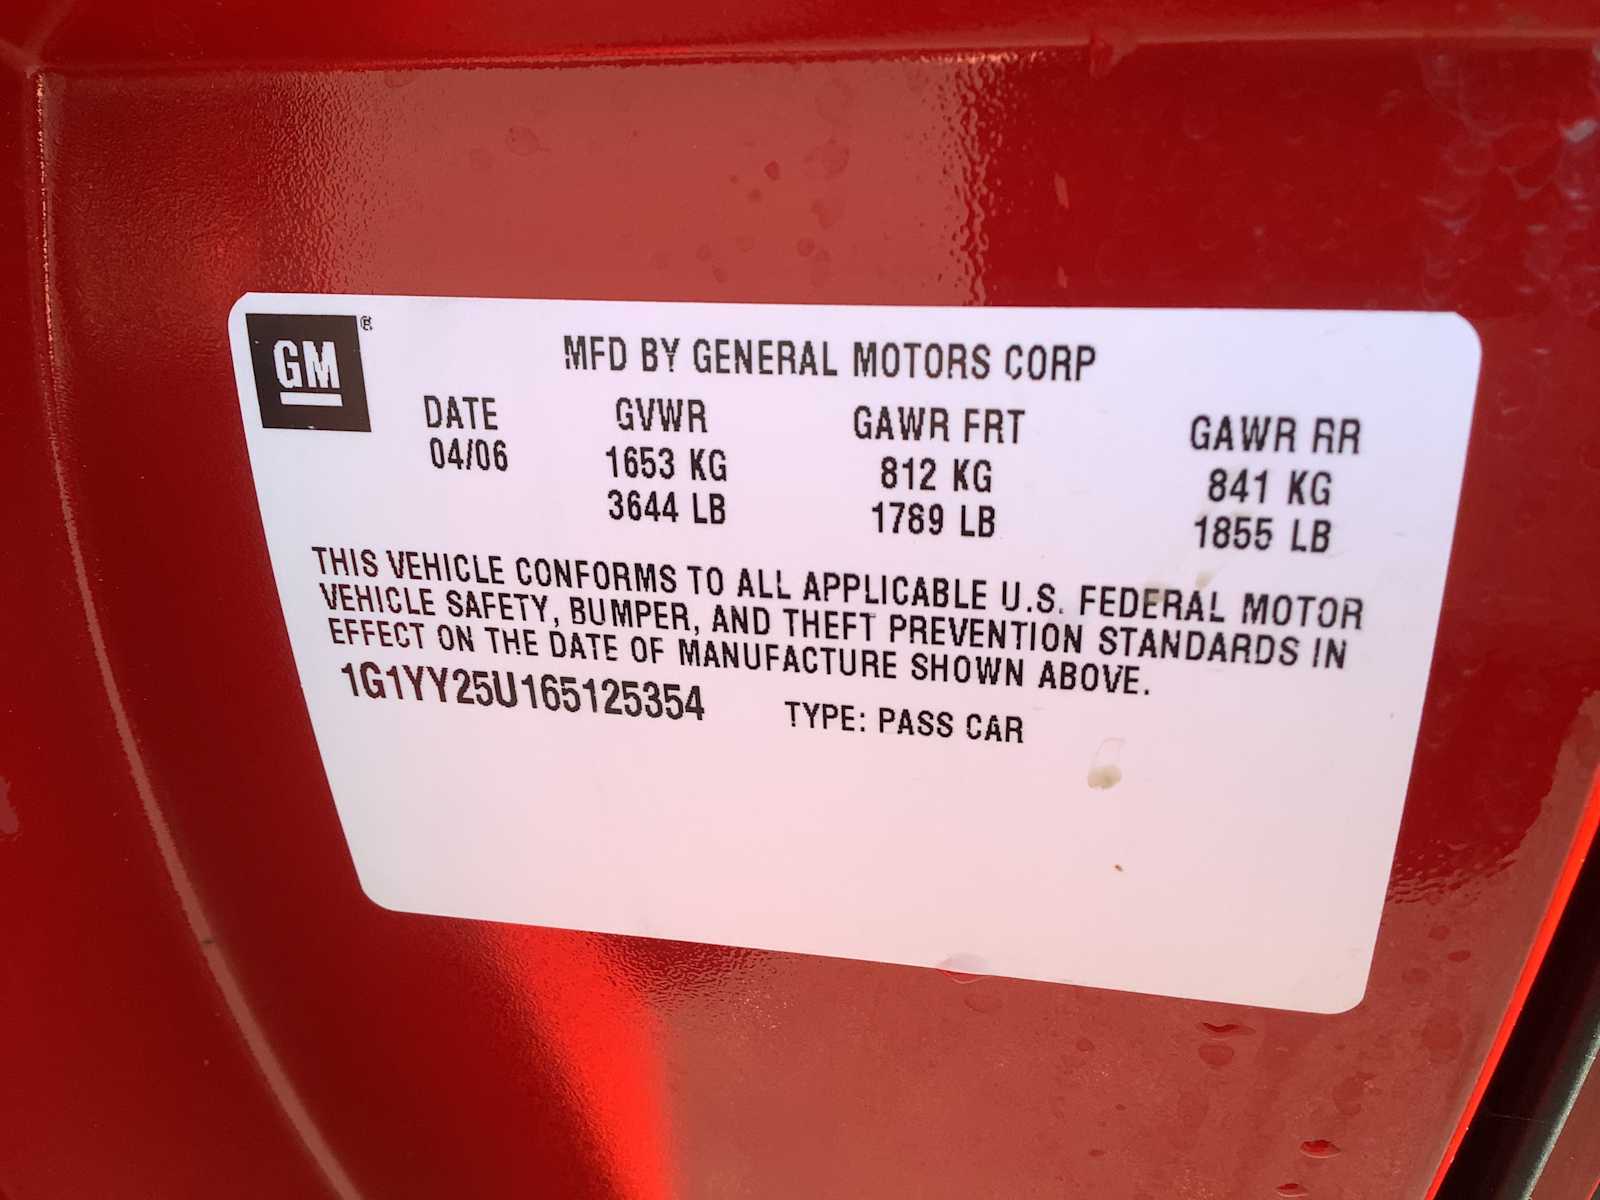 GM ®
MFD BY GENERAL MOTORS CORP
DATE GVWR GAWR FRT GAWR RR
04/06 1653 KG 812 KG 841 KG
3644 LB 1789 LB 1855 LB
THIS VEHICLE CONFORMS TO ALL APPLICABLE U.S. FEDERAL MOTOR
VEHICLE SAFETY, BUMPER, AND THEFT PREVENTION STANDARDS IN
EFFECT ON THE DATE OF MANUFACTURE SHOWN ABOVE.
1G1YY25U165125354 TYPE: PASS CAR